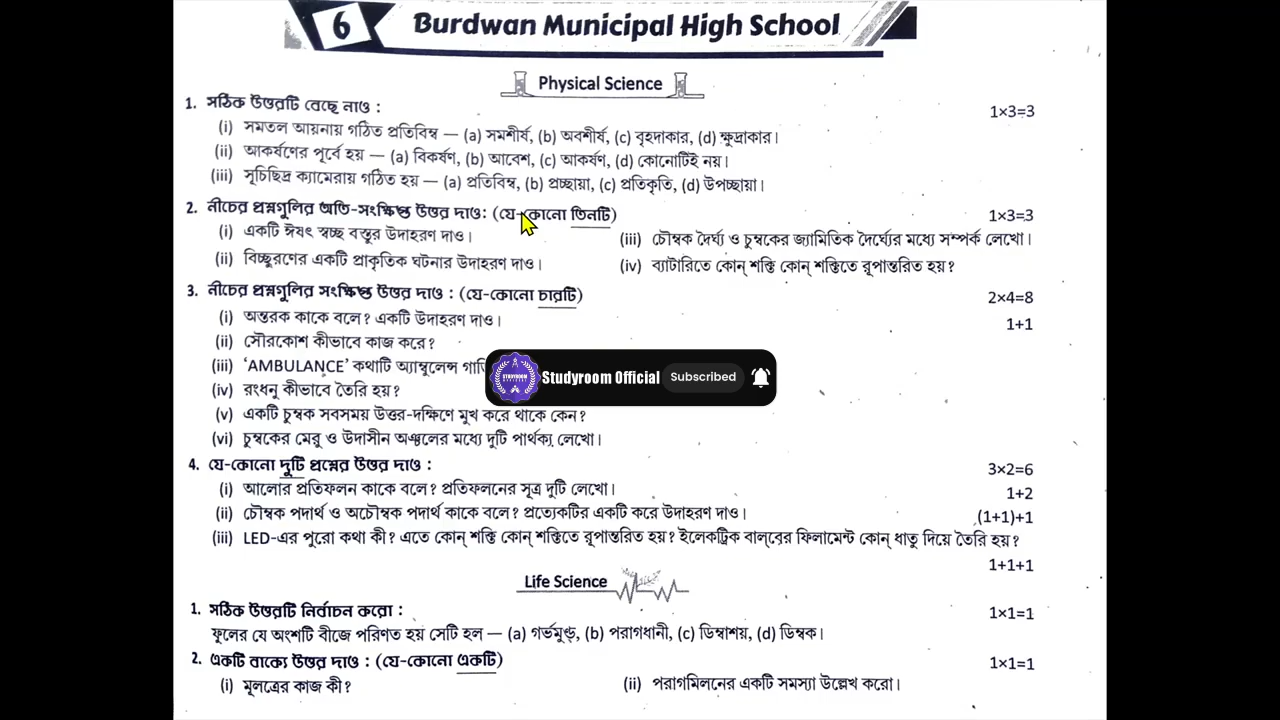 6 Burdwan Municipal High School
Physical Science
1. সঠিক উত্তরটি বেছে নাও : 1×3=3
(i) সমতল আয়নায় গঠিত প্রতিবিম্ব — (a) সমশীর্ষ, (b) অবশীর্ষ, (c) বৃহদাকার, (d) ক্ষুদ্রাকার।
(ii) আকর্ষণের পূর্বে হয় — (a) বিকর্ষণ, (b) আবেশ, (c) আকর্ষণ, (d) কোনোটিই নয়।
(iii) সূচিছিদ্র ক্যামেরায় গঠিত হয় — (a) প্রতিবিম্ব, (b) প্রচ্ছায়া, (c) প্রতিকৃতি, (d) উপচ্ছায়া।
2. নীচের প্রশ্নগুলির অতি-সংক্ষিপ্ত উত্তর দাও: (যে-কোনো তিনটি) 1×3=3
(i) একটি ঈষৎ স্বচ্ছ বস্তুর উদাহরণ দাও। (iii) চৌম্বক দৈর্ঘ্য ও চুম্বকের জ্যামিতিক দৈর্ঘ্যের মধ্যে সম্পর্ক লেখো।
(ii) বিচ্ছুরণের একটি প্রাকৃতিক ঘটনার উদাহরণ দাও। (iv) ব্যাটারিতে কোন্ শক্তি কোন্ শক্তিতে রূপান্তরিত হয়?
3. নীচের প্রশ্নগুলির সংক্ষিপ্ত উত্তর দাও : (যে-কোনো চারটি) 2×4=8
(i) অন্তরক কাকে বলে? একটি উদাহরণ দাও। 1+1
(ii) সৌরকোশ কীভাবে কাজ করে?
(iii) ‘AMBULANCE’ কথাটি অ্যাম্বুলেন্স
Studyroom Official Subscribed
(iv) রংধনু কীভাবে তৈরি হয়?
(v) একটি চুম্বক সবসময় উত্তর-দক্ষিণে মুখ করে থাকে কেন?
(vi) চুম্বকের মেরু ও উদাসীন অঞ্চলের মধ্যে দুটি পার্থক্য লেখো।
4. যে-কোনো দুটি প্রশ্নের উত্তর দাও : 3×2=6
(i) আলোর প্রতিফলন কাকে বলে? প্রতিফলনের সূত্র দুটি লেখো। 1+2
(ii) চৌম্বক পদার্থ ও অচৌম্বক পদার্থ কাকে বলে? প্রত্যেকটির একটি করে উদাহরণ দাও। (1+1)+1
(iii) LED-এর পুরো কথা কী? এতে কোন্ শক্তি কোন্ শক্তিতে রূপান্তরিত হয়? ইলেকট্রিক বাল্‌বের ফিলামেন্ট কোন্ ধাতু দিয়ে তৈরি হয়?
1+1+1
Life Science
1. সঠিক উত্তরটি নির্বাচন করো : 1×1=1
ফুলের যে অংশটি বীজে পরিণত হয় সেটি হল — (a) গর্ভমুণ্ড, (b) পরাগধানী, (c) ডিম্বাশয়, (d) ডিম্বক।
2. একটি বাক্যে উত্তর দাও : (যে-কোনো একটি) 1×1=1
(i) মূলত্রের কাজ কী? (ii) পরাগমিলনের একটি সমস্যা উল্লেখ করো।